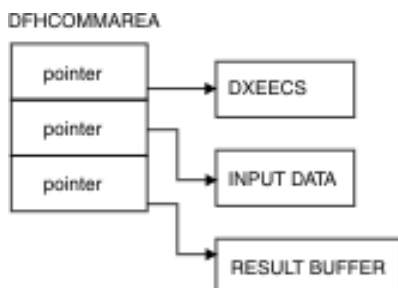 DFHCOMMAREA
pointer
DXEECS
pointer
INPUT DATA
pointer
RESULT BUFFER